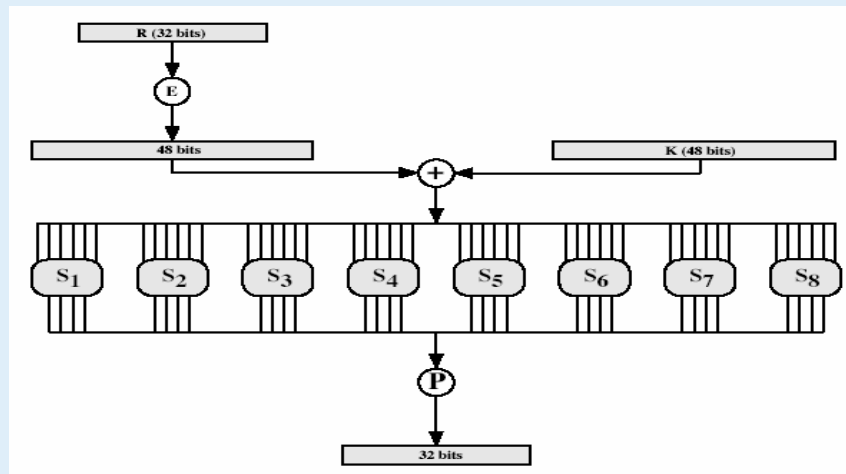 R (32 bits)
E
48 bits
K (48 bits)
+
S1 S2 S3 S4 S5 S6 S7 S8
P
32 bits